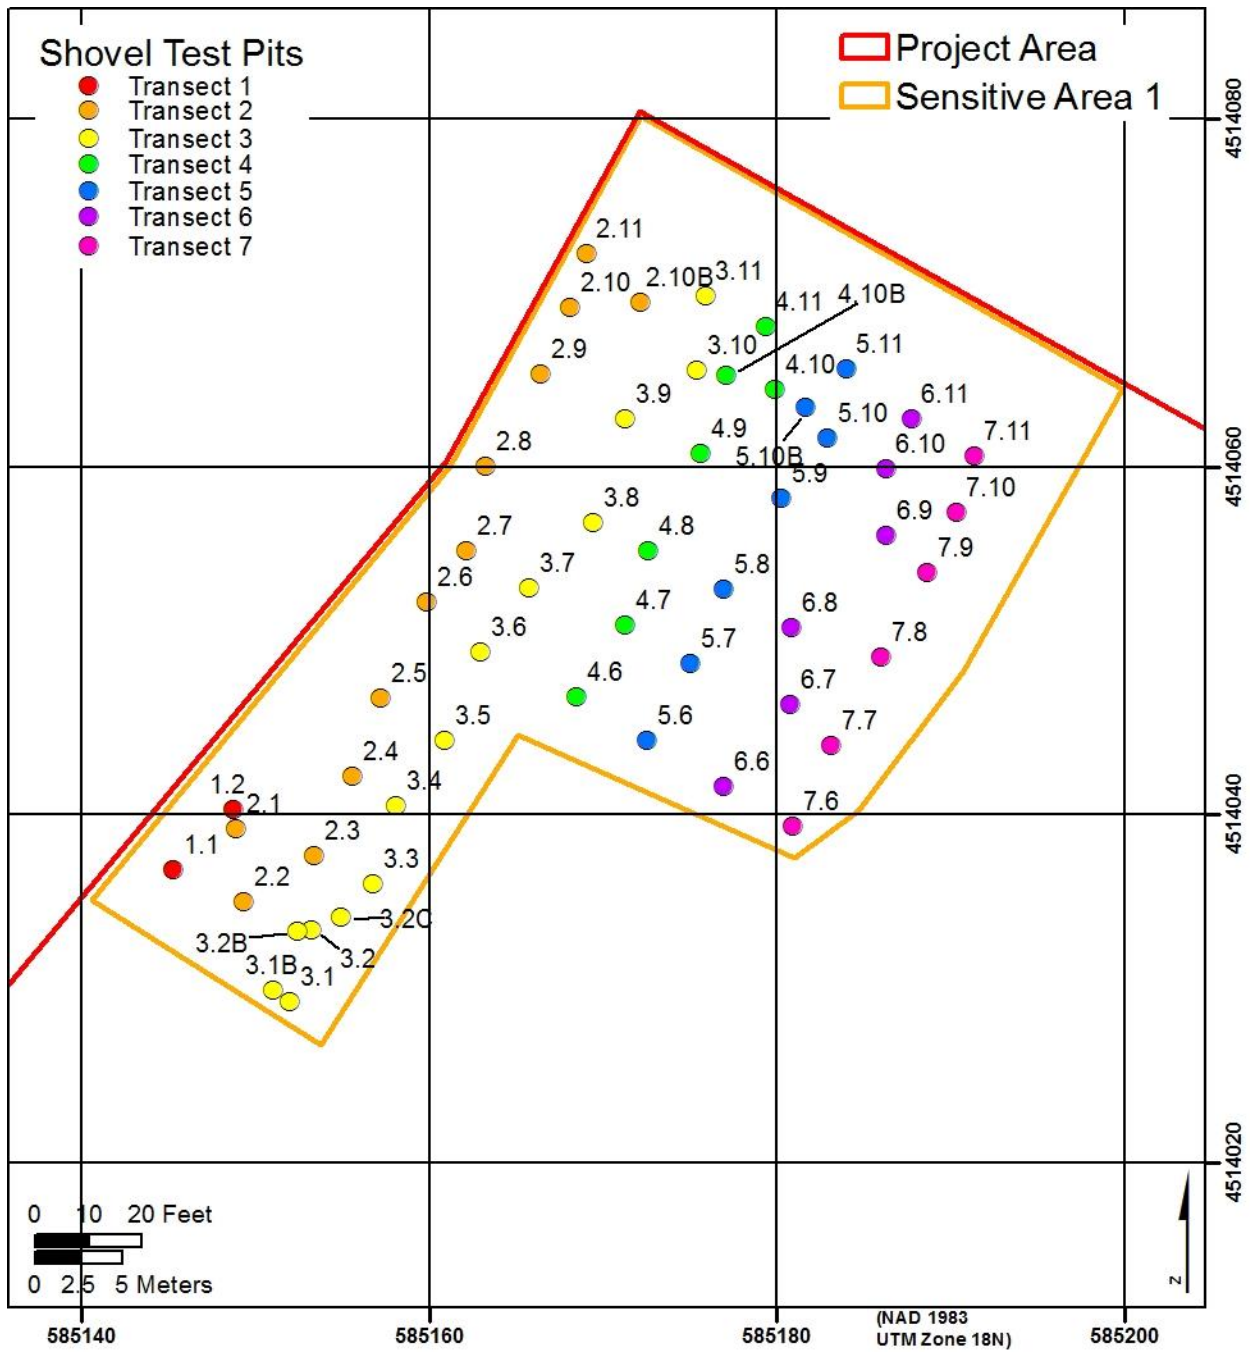 Shovel Test Pits
Transect 1
Transect 2
Transect 3
Transect 4
Transect 5
Transect 6
Transect 7
Project Area
Sensitive Area 1
4514080
2.11
2.10
2.10B
3.11
4.11
4.10B
2.9
3.10
4.10
5.11
3.9
6.11
4.9
5.10
2.8
5.10B
6.10
7.11
4514060
5.9
7.10
3.8
6.9
2.7
4.8
7.9
3.7
5.8
2.6
4.7
6.8
3.6
5.7
7.8
2.5
4.6
6.7
3.5
5.6
7.7
2.4
6.6
1.2
3.4
2.1
7.6
4514040
1.1
2.3
3.3
2.2
3.2C
3.2B
3.2
3.1B
3.1
4514020
0 10 20 Feet
0 2.5 5 Meters
N
585140
585160
585180
(NAD 1983
UTM Zone 18N)
585200